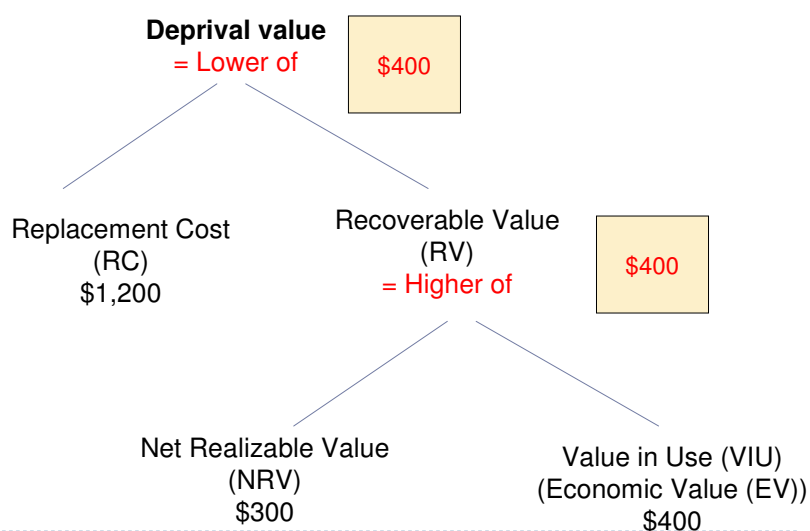 Deprival value
= Lower of
$400
Replacement Cost
(RC)
$1,200
Recoverable Value
(RV)
= Higher of
$400
Net Realizable Value
(NRV)
$300
Value in Use (VIU)
(Economic Value (EV))
$400